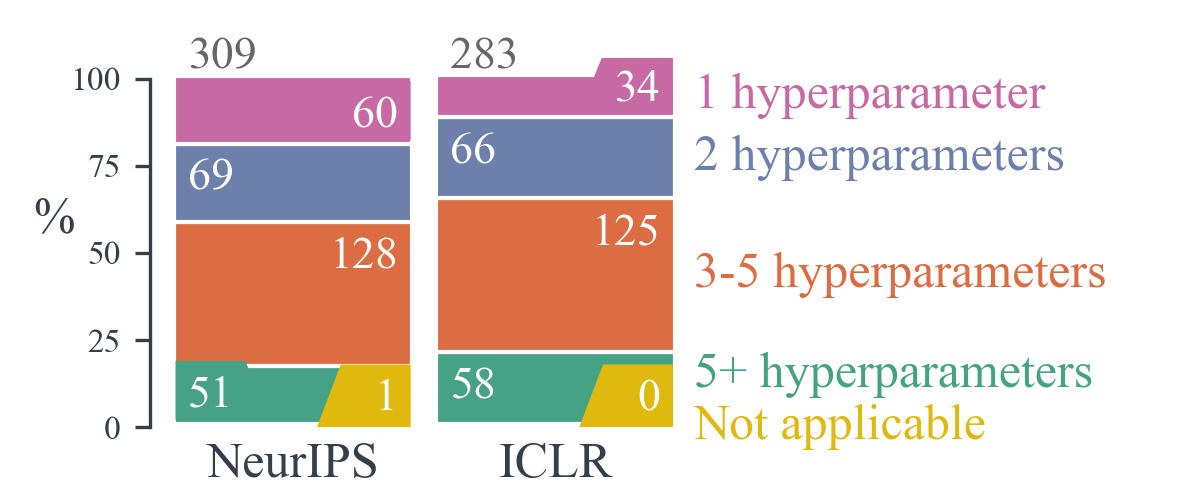 309
283
100
75
50
25
0
%
60
69
128
51
1
34
66
125
58
0
1 hyperparameter
2 hyperparameters
3-5 hyperparameters
5+ hyperparameters
Not applicable
NeurIPS
ICLR